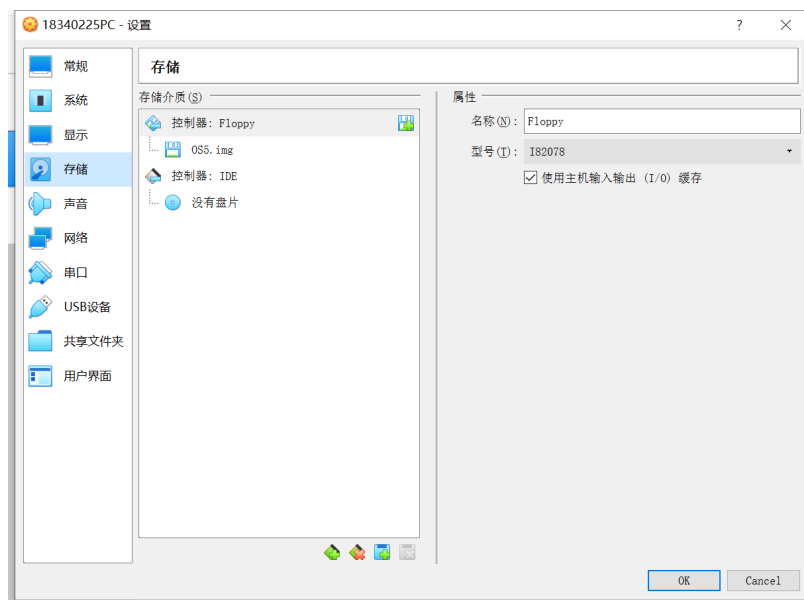 18340225PC - 设置
?
常规
系统
显示
存储
声音
网络
串口
USB设备
共享文件夹
用户界面
存储
存储介质(S)
控制器: Floppy
OS5.img
控制器: IDE
没有盘片
属性
名称(N): Floppy
型号(T): I82078
使用主机输入输出 (I/O) 缓存
OK Cancel